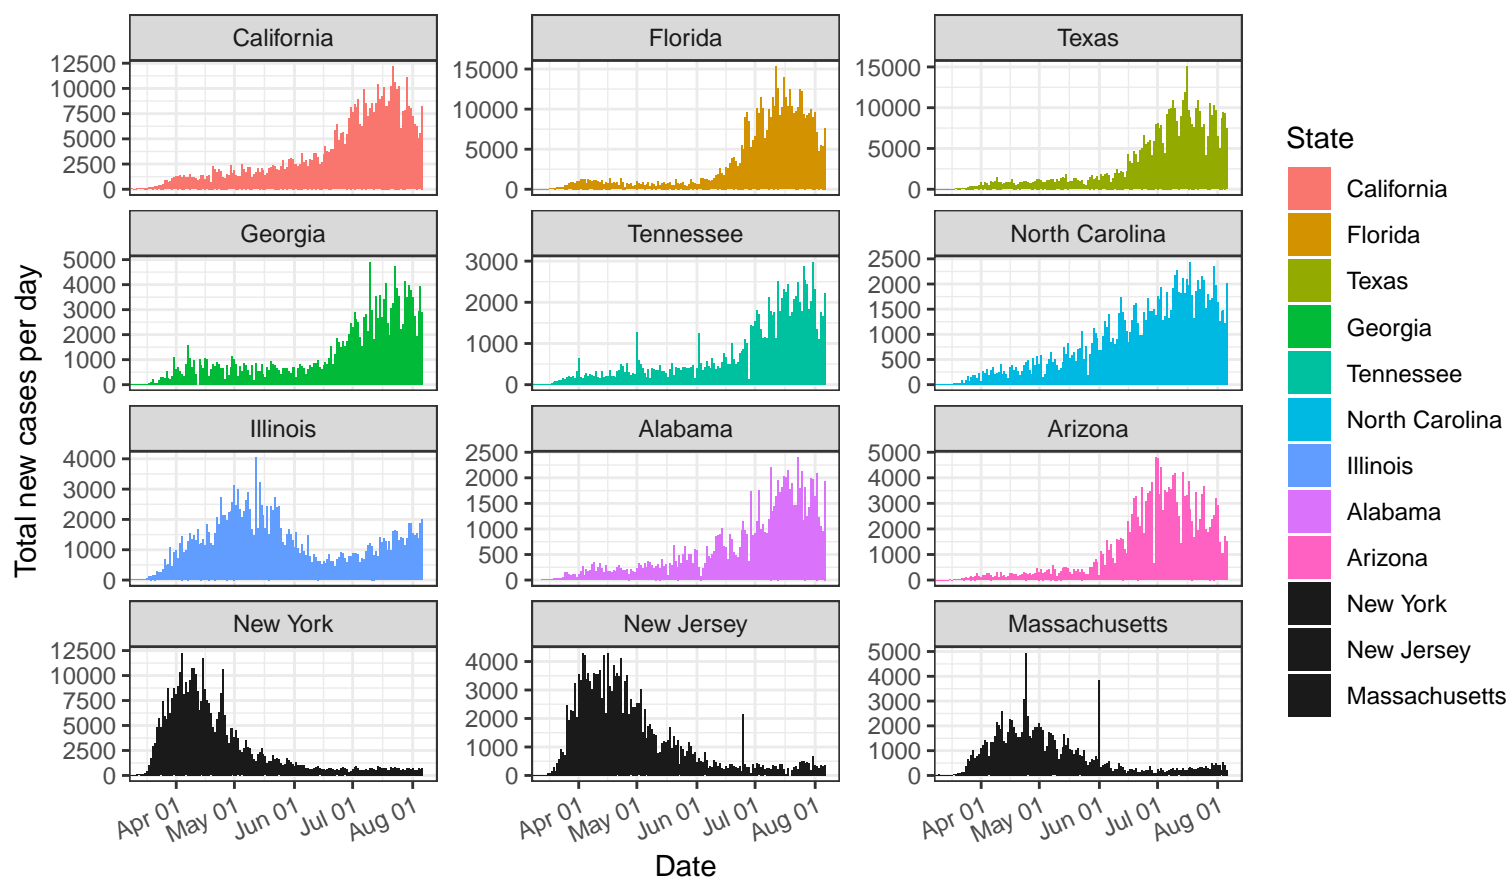 California
Florida
Texas
12500
10000
7500
5000
2500
0
15000
10000
5000
0
15000
10000
5000
0
Georgia
Tennessee
North Carolina
5000
4000
3000
2000
1000
0
3000
2000
1000
0
2500
2000
1500
1000
500
0
Illinois
Alabama
Arizona
4000
3000
2000
1000
0
2500
2000
1500
1000
500
0
5000
4000
3000
2000
1000
0
New York
New Jersey
Massachusetts
12500
10000
7500
5000
2500
0
4000
3000
2000
1000
0
5000
4000
3000
2000
1000
0
Apr 01
May 01
Jun 01
Jul 01
Aug 01
Apr 01
May 01
Jun 01
Jul 01
Aug 01
Apr 01
May 01
Jun 01
Jul 01
Aug 01
Date
Total new cases per day
State
California
Florida
Texas
Georgia
Tennessee
North Carolina
Illinois
Alabama
Arizona
New York
New Jersey
Massachusetts